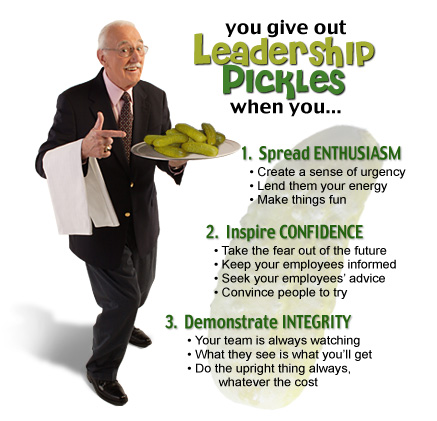 you give out
Leadership
Pickles
when you...
1. Spread ENTHUSIASM
• Create a sense of urgency
• Lend them your energy
• Make things fun
2. Inspire CONFIDENCE
• Take the fear out of the future
• Keep your employees informed
• Seek your employees' advice
• Convince people to try
3. Demonstrate INTEGRITY
• Your team is always watching
• What they see is what you'll get
• Do the upright thing always,
whatever the cost